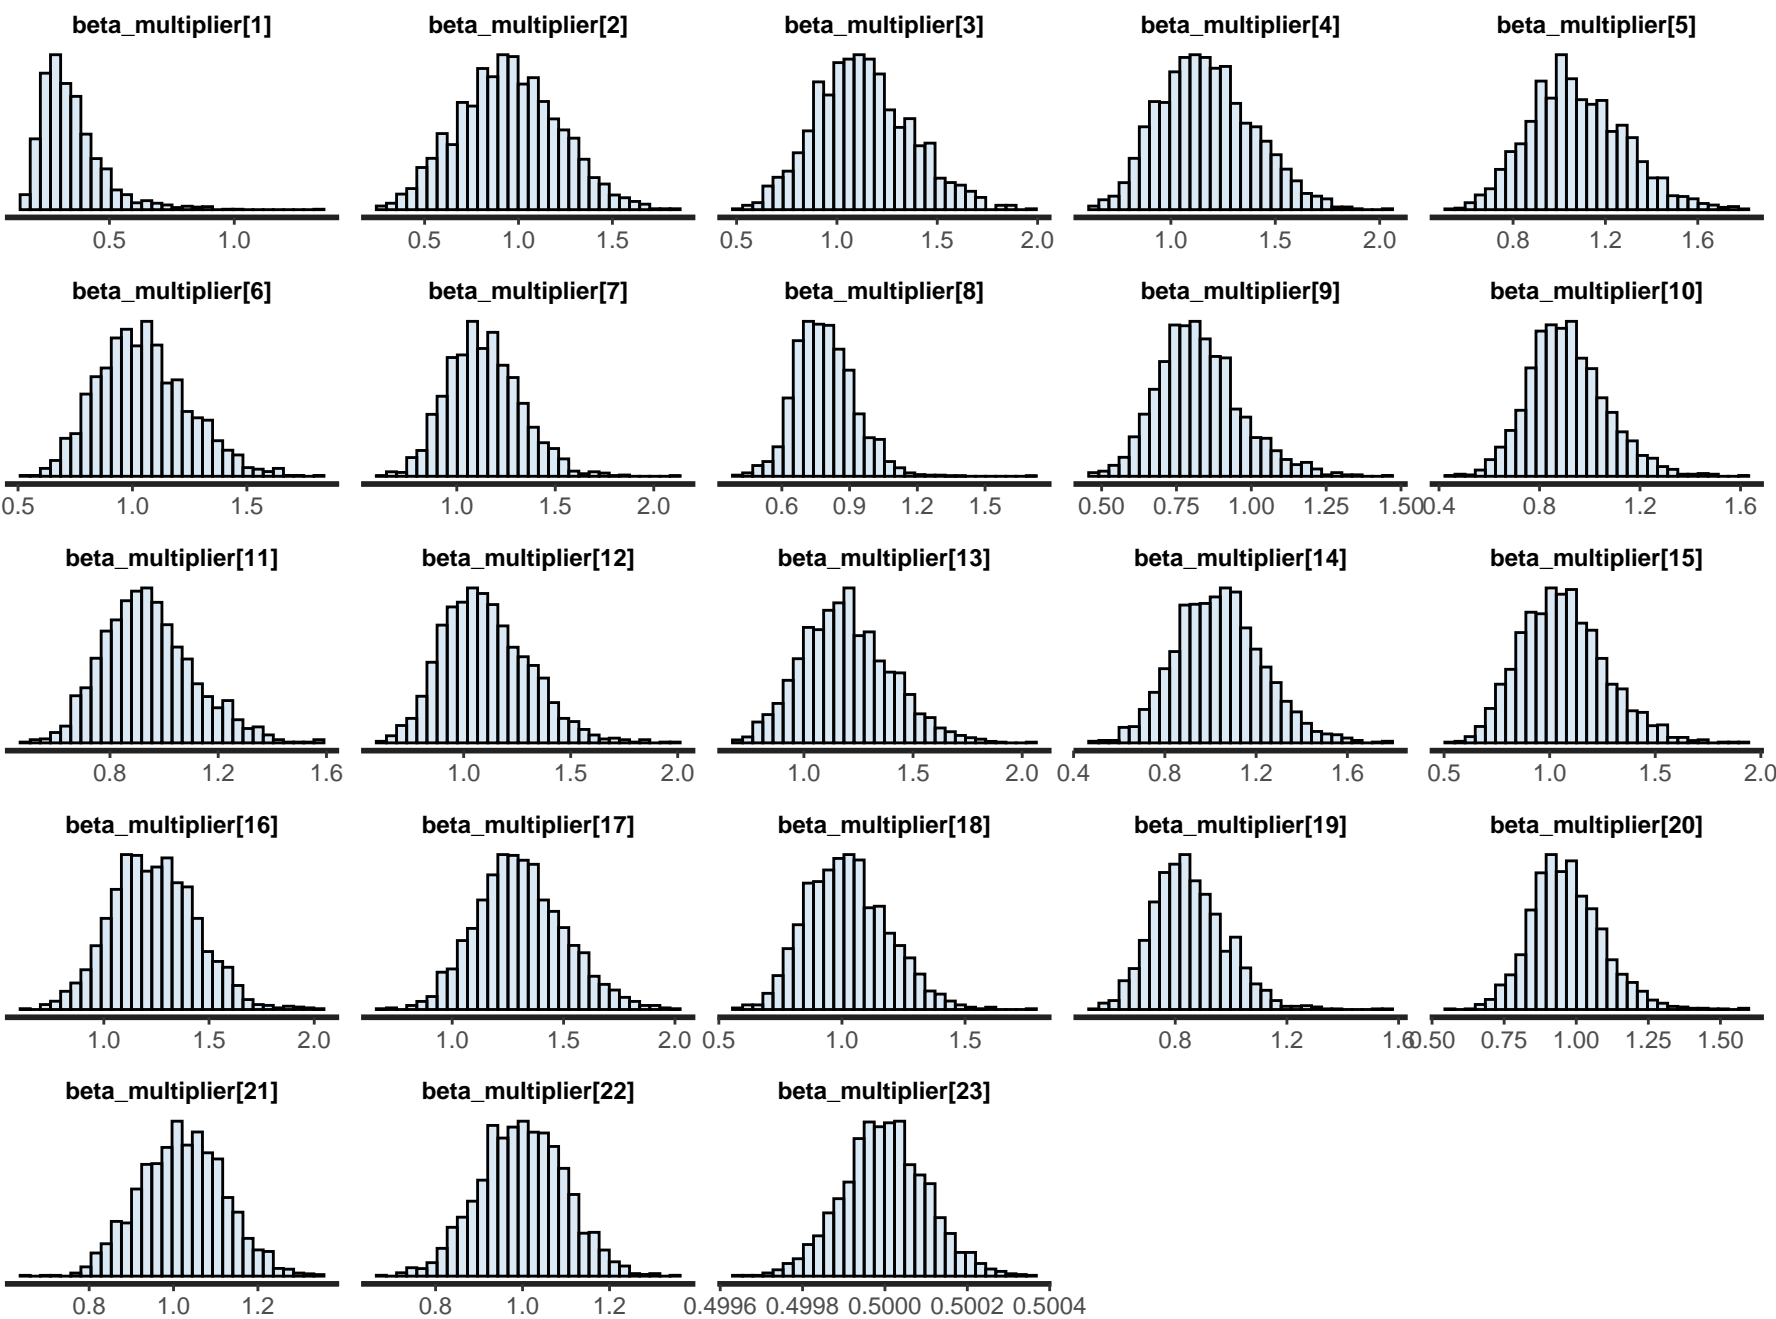 beta_multiplier[1] beta_multiplier[2] beta_multiplier[3] beta_multiplier[4] beta_multiplier[5]
0.5 1.0 0.5 1.0 1.5 0.5 1.0 1.5 2.0 1.0 1.5 2.0 0.8 1.2 1.6
beta_multiplier[6] beta_multiplier[7] beta_multiplier[8] beta_multiplier[9] beta_multiplier[10]
0.5 1.0 1.5 1.0 1.5 2.0 0.6 0.9 1.2 1.5 0.50 0.75 1.00 1.25 1.50 0.4 0.8 1.2 1.6
beta_multiplier[11] beta_multiplier[12] beta_multiplier[13] beta_multiplier[14] beta_multiplier[15]
0.8 1.2 1.6 1.0 1.5 2.0 1.0 1.5 2.0 0.4 0.8 1.2 1.6 0.5 1.0 1.5 2.0
beta_multiplier[16] beta_multiplier[17] beta_multiplier[18] beta_multiplier[19] beta_multiplier[20]
1.0 1.5 2.0 1.0 1.5 2.0 0.5 1.0 1.5 0.8 1.2 1.6 0.50 0.75 1.00 1.25 1.50
beta_multiplier[21] beta_multiplier[22] beta_multiplier[23]
0.8 1.0 1.2 0.8 1.0 1.2 0.4996 0.4998 0.5000 0.5002 0.5004